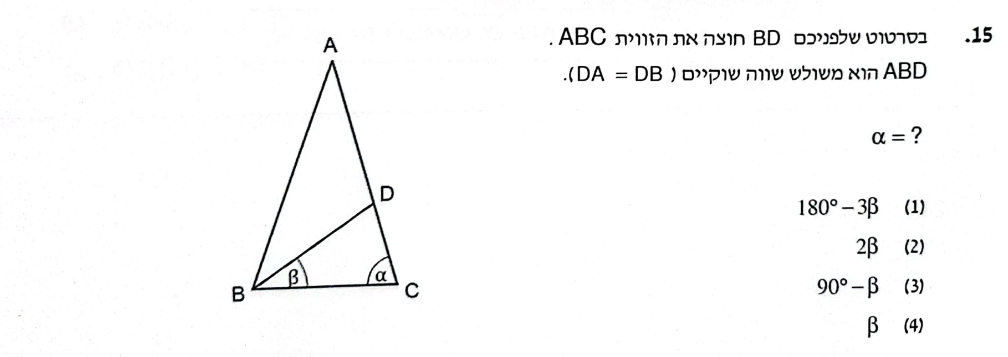 15. בסרטוט שלפניכם BD חוצה את הזווית ABC .
ABD הוא משולש שווה שוקיים ( DA = DB).
α = ?
(1) 180° – 3β
(2) 2β
(3) 90° – β
(4) β
A
D
B
β
α
C